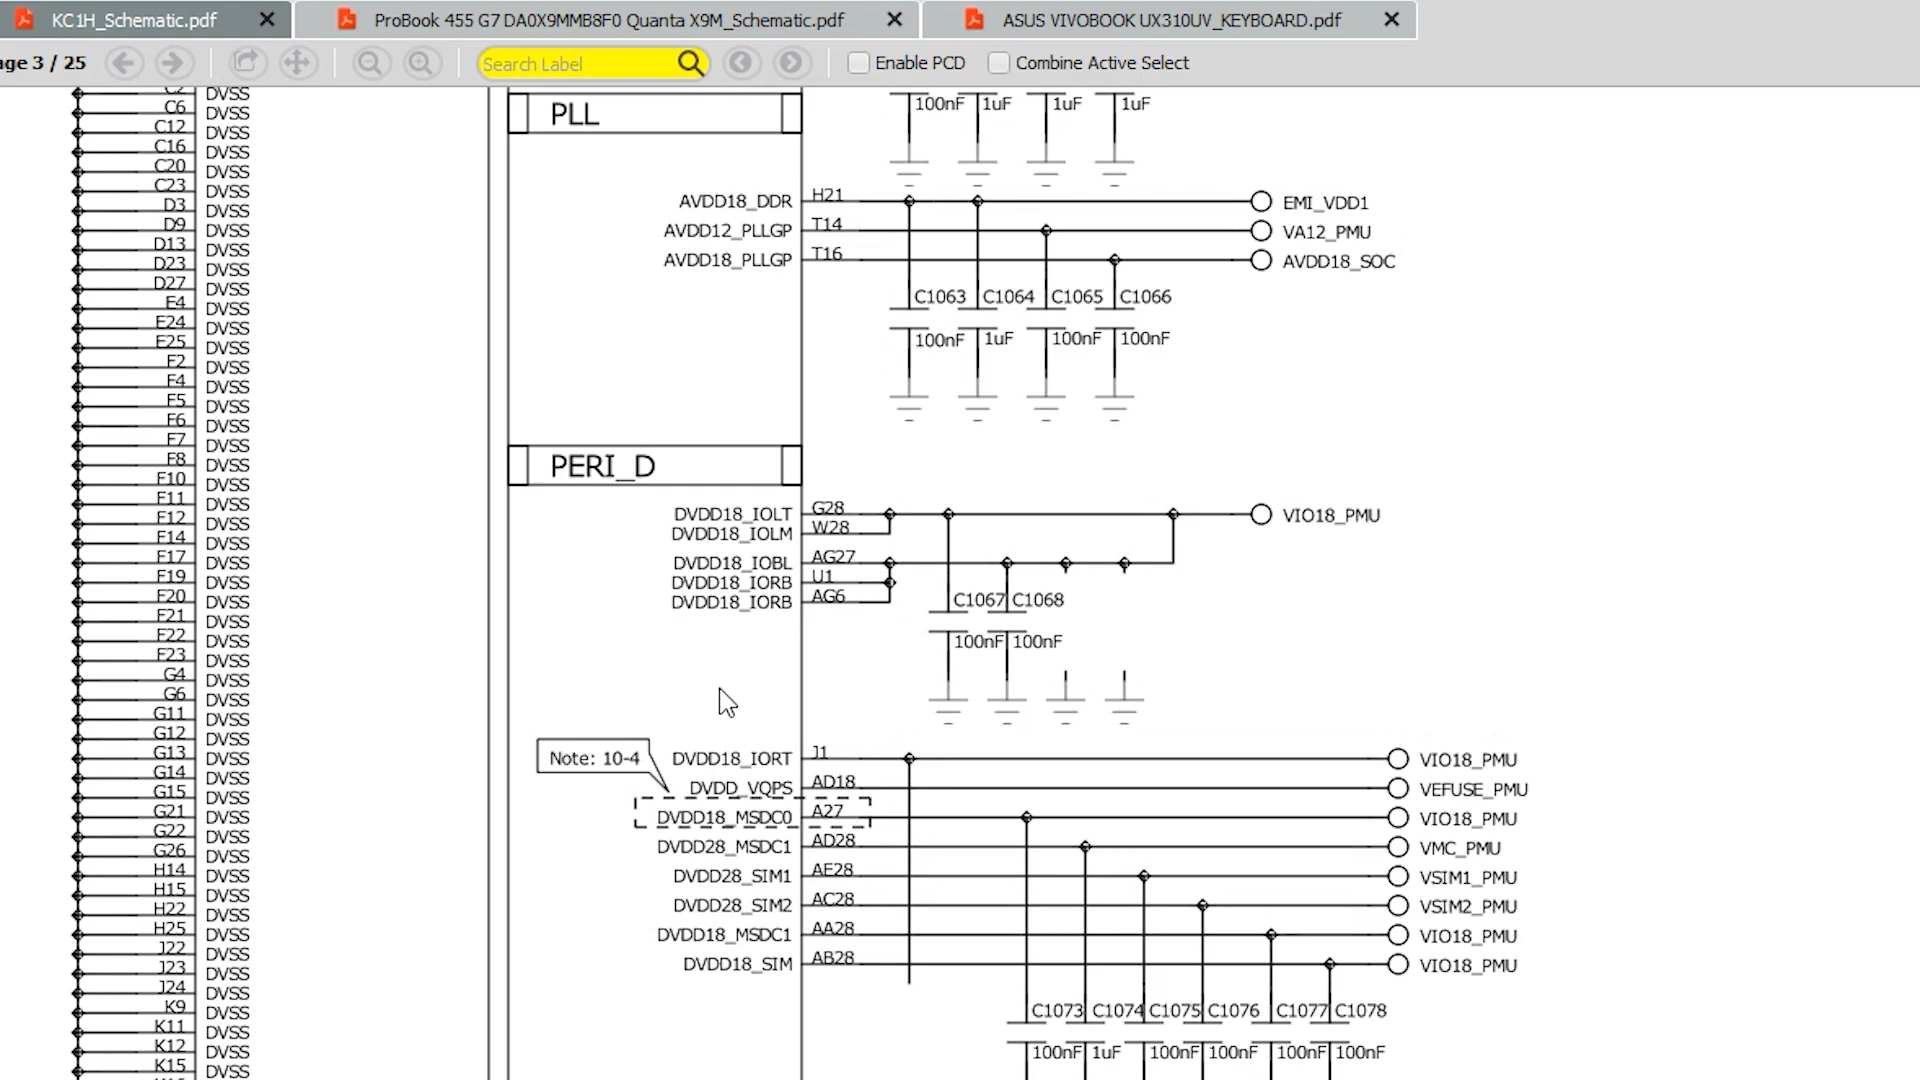 KC1H_Schematic.pdf
ProBook 455 G7 DA0X9MMB8F0 Quanta X9M_Schematic.pdf
ASUS VIVOBOOK UX310UV_KEYBOARD.pdf
age 3 / 25
Search Label
Enable PCD
Combine Active Select
C2 DVSS
C6 DVSS
C12 DVSS
C16 DVSS
C20 DVSS
C23 DVSS
D3 DVSS
D9 DVSS
D13 DVSS
D23 DVSS
D27 DVSS
E4 DVSS
E24 DVSS
E25 DVSS
F2 DVSS
F4 DVSS
F5 DVSS
F6 DVSS
F7 DVSS
F8 DVSS
F10 DVSS
F11 DVSS
F12 DVSS
F14 DVSS
F17 DVSS
F19 DVSS
F20 DVSS
F21 DVSS
F22 DVSS
F23 DVSS
G4 DVSS
G6 DVSS
G11 DVSS
G12 DVSS
G13 DVSS
G14 DVSS
G15 DVSS
G21 DVSS
G22 DVSS
G26 DVSS
H14 DVSS
H15 DVSS
H22 DVSS
H25 DVSS
J22 DVSS
J23 DVSS
J24 DVSS
K9 DVSS
K11 DVSS
K12 DVSS
K15 DVSS
PLL
100nF 1uF 1uF 1uF
AVDD18_DDR H21 EMI_VDD1
AVDD12_PLLGP T14 VA12_PMU
AVDD18_PLLGP T16 AVDD18_SOC
C1063 C1064 C1065 C1066
100nF 1uF 100nF 100nF
PERI_D
DVDD18_IOLT G28 VIO18_PMU
DVDD18_IOLM W28
DVDD18_IOBL AG27
DVDD18_IORB U1
DVDD18_IORB AG6
C1067 C1068
100nF 100nF
Note: 10-4
DVDD18_IORT J1 VIO18_PMU
DVDD_VQPS AD18 VEFUSE_PMU
DVDD18_MSDC0 A27 VIO18_PMU
DVDD28_MSDC1 AD28 VMC_PMU
DVDD28_SIM1 AE28 VSIM1_PMU
DVDD28_SIM2 AC28 VSIM2_PMU
DVDD18_MSDC1 AA28 VIO18_PMU
DVDD18_SIM AB28 VIO18_PMU
C1073 C1074 C1075 C1076 C1077 C1078
100nF 1uF 100nF 100nF 100nF 100nF